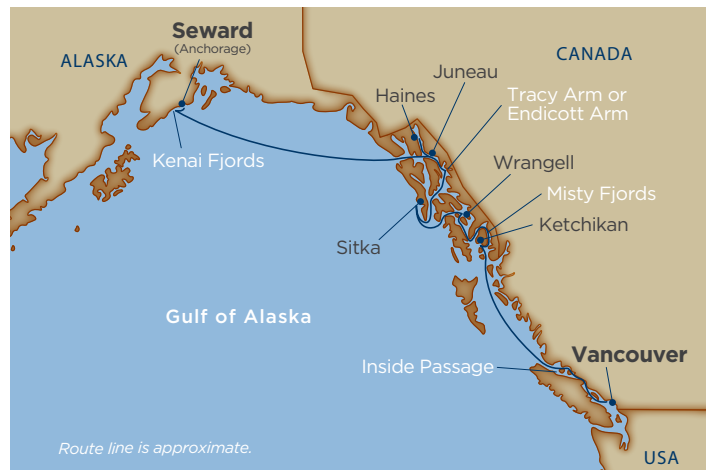 Seward
(Anchorage)
ALASKA
CANADA
Juneau
Haines
Tracy Arm or
Endicott Arm
Kenai Fjords
Wrangell
Misty Fjords
Ketchikan
Sitka
Gulf of Alaska
Vancouver
Inside Passage
Route line is approximate.
USA